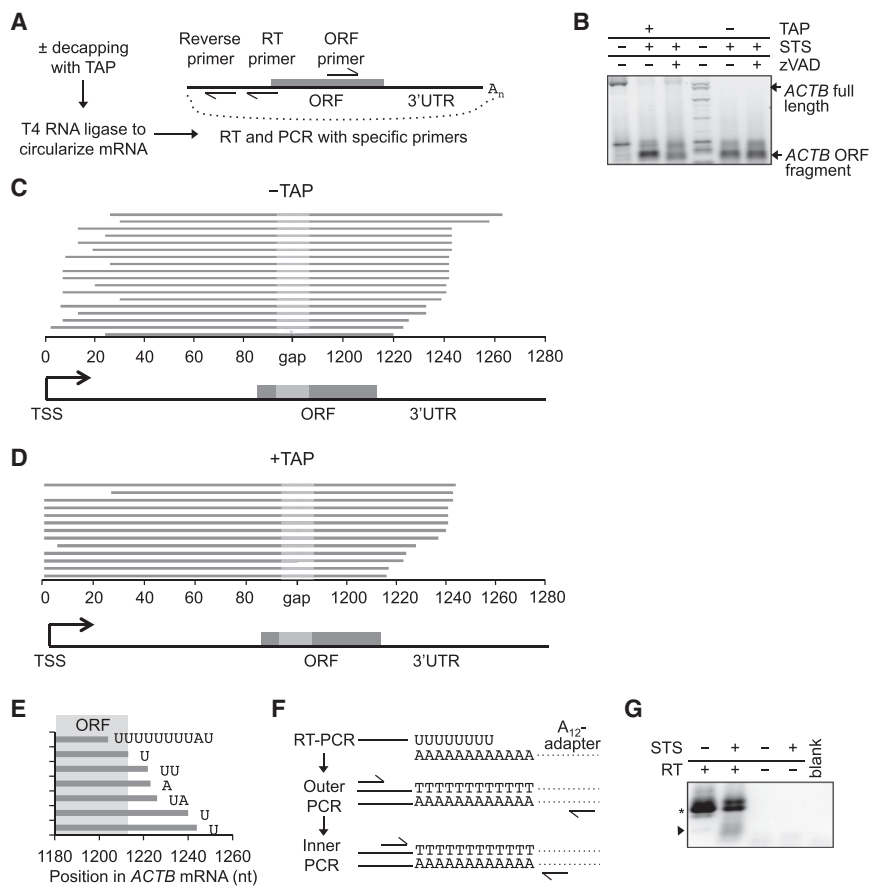 A
± decapping
with TAP
T4 RNA ligase to
circularize mRNA
Reverse
primer
RT
primer
ORF
primer
ORF
3'UTR
An
RT and PCR with specific primers
B
TAP + −
STS − + + − + +
zVAD − − + − − +
ACTB full
length
ACTB ORF
fragment
C
−TAP
0 20 40 60 80 gap 1200 1220 1240 1260 1280
TSS ORF 3'UTR
D
+TAP
0 20 40 60 80 gap 1200 1220 1240 1260 1280
TSS ORF 3'UTR
E
ORF
UUUUUUUUAU
U
UU
A
UA
U
U
1180 1200 1220 1240 1260
Position in ACTB mRNA (nt)
F
RT-PCR
UUUUUUUU
AAAAAAAAAAAA
A12-
adapter
Outer
PCR
TTTTTTTTTTTT
AAAAAAAAAAAA
Inner
PCR
TTTTTTTTTTTT
AAAAAAAAAAAA
G
STS − + − +
RT + + − −
blank
*